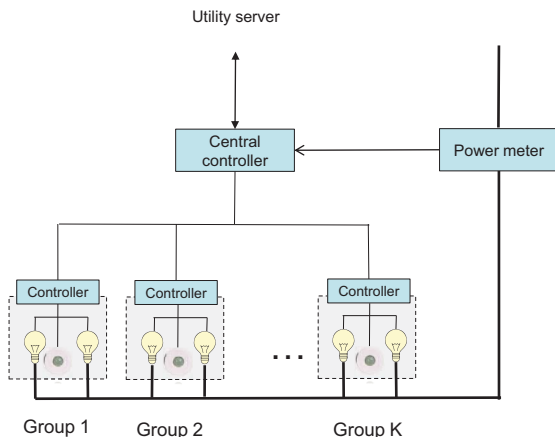 Utility server
Central
controller
Power meter
Controller
Controller
Controller
...
Group 1
Group 2
Group K